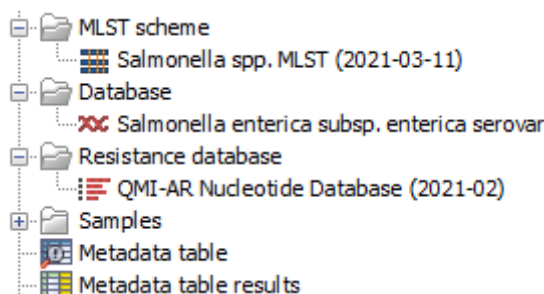 MLST scheme
Salmonella spp. MLST (2021-03-11)
Database
Salmonella enterica subsp. enterica serovar
Resistance database
QMI-AR Nucleotide Database (2021-02)
Samples
Metadata table
Metadata table results